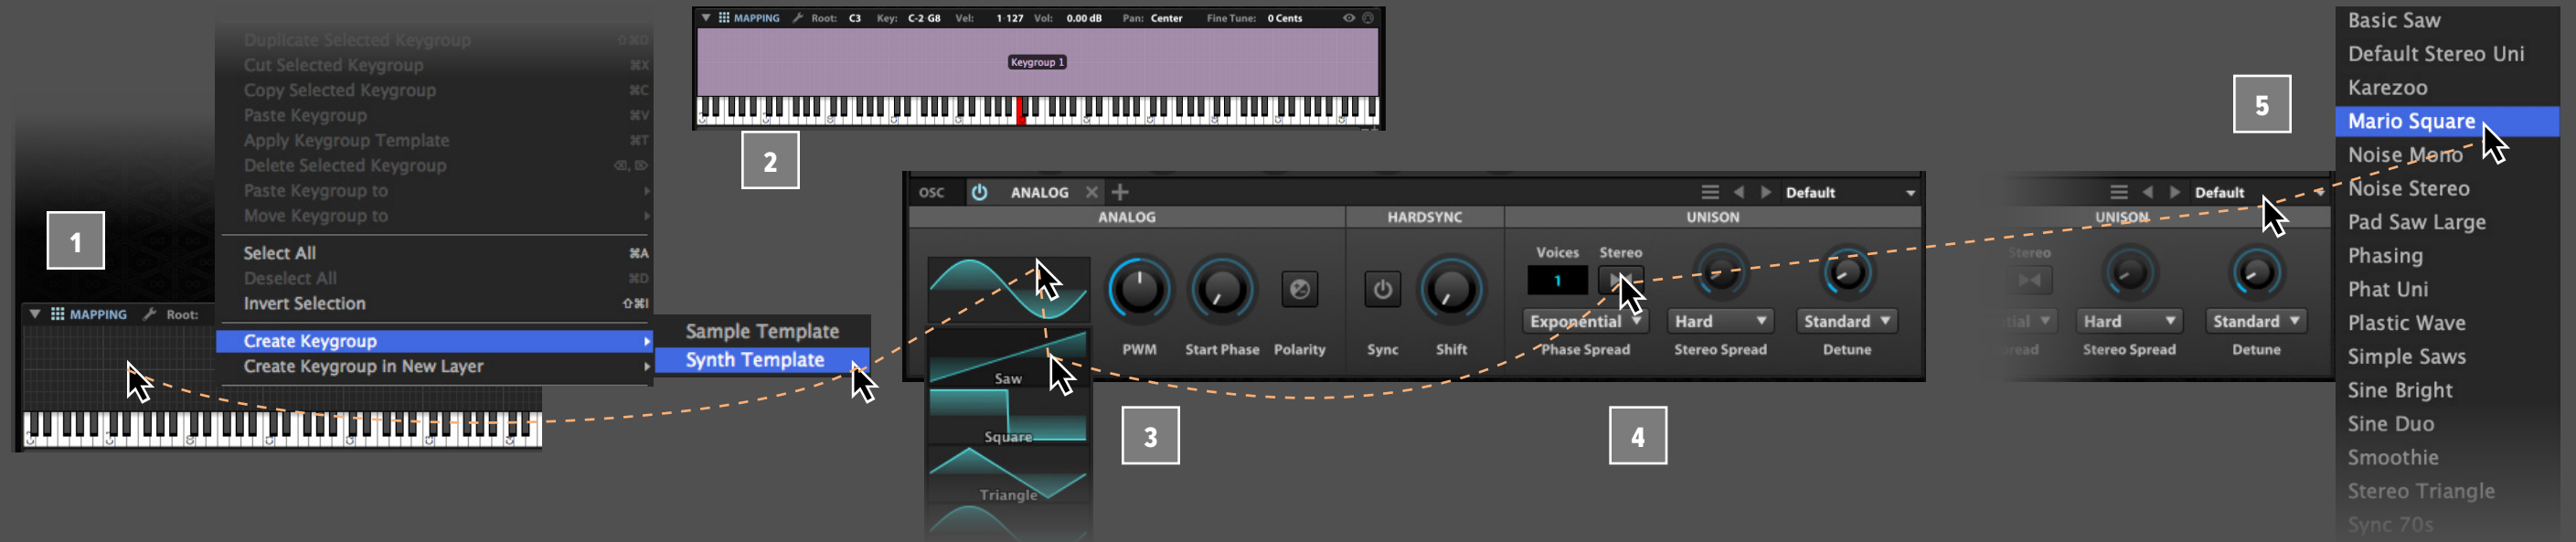 1
Duplicate Selected Keygroup ⇧⌘D
Cut Selected Keygroup ⌘X
Copy Selected Keygroup ⌘C
Paste Keygroup ⌘V
Apply Keygroup Template ⌘T
Delete Selected Keygroup ⌫, ⌦
Paste Keygroup to
Move Keygroup to
Select All ⌘A
Deselect All ⌘D
Invert Selection ⇧⌘I
Create Keygroup
Create Keygroup in New Layer
Sample Template
Synth Template
MAPPING Root:
MAPPING Root: C3 Key: C-2 G8 Vel: 1 127 Vol: 0.00 dB Pan: Center Fine Tune: 0 Cents
Keygroup 1
2
OSC ANALOG Default
ANALOG HARDSYNC UNISON
Voices Stereo
1
Exponential Hard Standard
PWM Start Phase Polarity Sync Shift Phase Spread Stereo Spread Detune
Saw
Square
Triangle
3
4
Default
UNISON
Stereo
tial Hard Standard
read Stereo Spread Detune
5
Basic Saw
Default Stereo Uni
Karezoo
Mario Square
Noise Mono
Noise Stereo
Pad Saw Large
Phasing
Phat Uni
Plastic Wave
Simple Saws
Sine Bright
Sine Duo
Smoothie
Stereo Triangle
Sync 70s